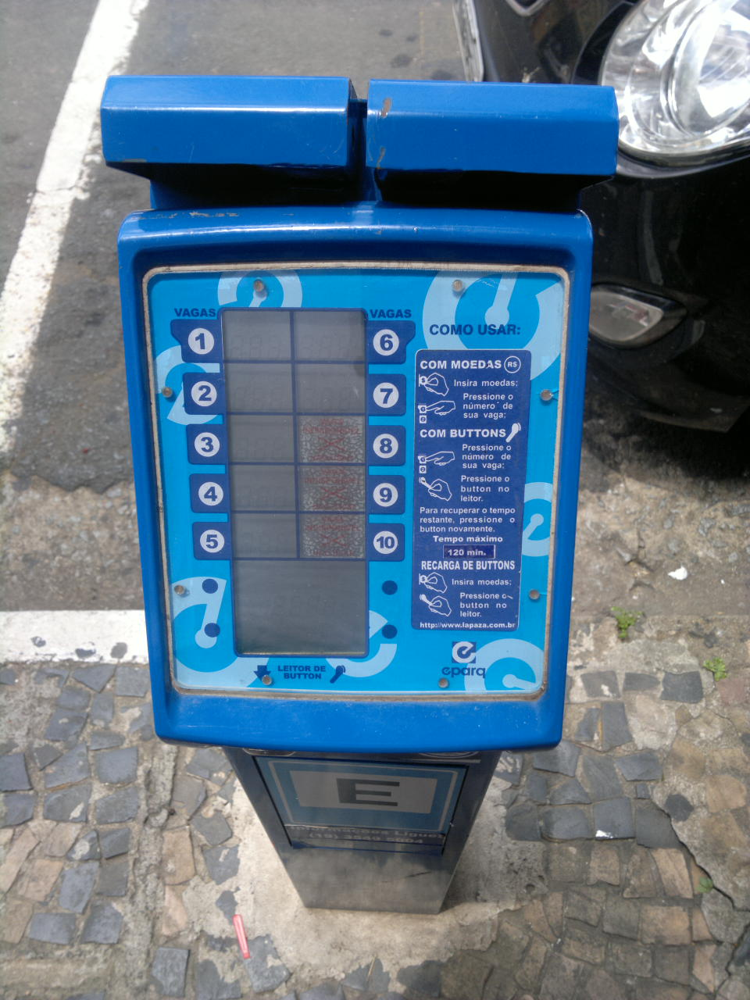 VAGAS
1
2
3
4
5
VAGAS
6
7
8
9
10
COMO USAR:
COM MOEDAS R$
Insira moedas:
Pressione o
número de
sua vaga:
COM BUTTONS
Pressione o
número de
sua vaga:
Pressione o
button no
leitor.
Para recuperar o tempo
restante, pressione o
button novamente.
Tempo máximo
120 min.
RECARGA DE BUTTONS
Insira moedas:
Pressione o
button no
leitor.
http://www.lapaza.com.br
LEITOR DE
BUTTON
eparq
E